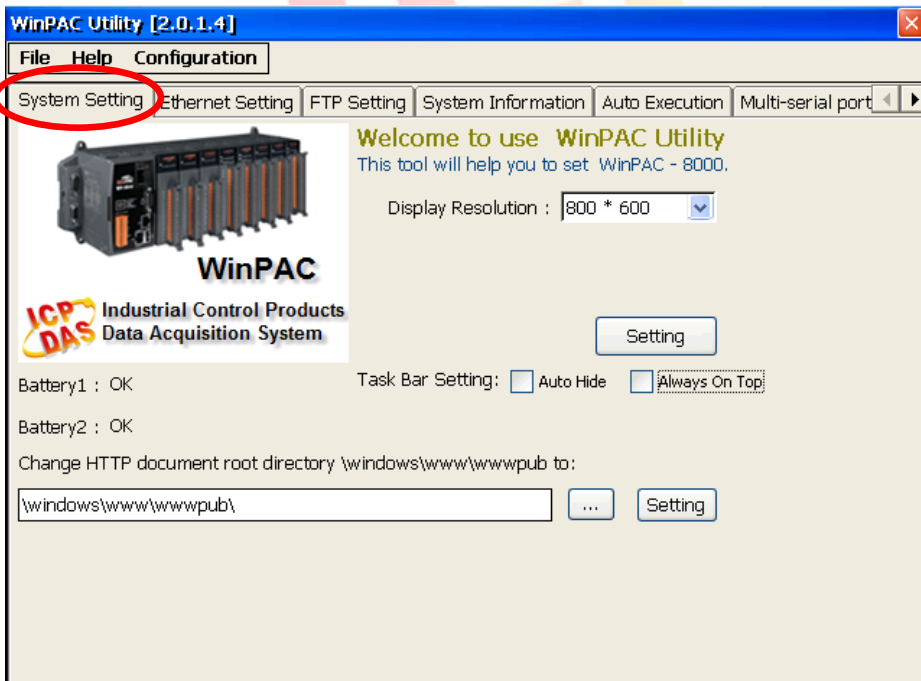 WinPAC Utility [2.0.1.4]
File Help Configuration
System Setting Ethernet Setting FTP Setting System Information Auto Execution Multi-serial port
Welcome to use WinPAC Utility
This tool will help you to set WinPAC - 8000.
Display Resolution : 800 * 600
WinPAC
ICP DAS
Industrial Control Products
Data Acquisition System
Setting
Task Bar Setting: Auto Hide Always On Top
Battery1 : OK
Battery2 : OK
Change HTTP document root directory \windows\www\wwwpub to:
\windows\www\wwwpub\ ... Setting